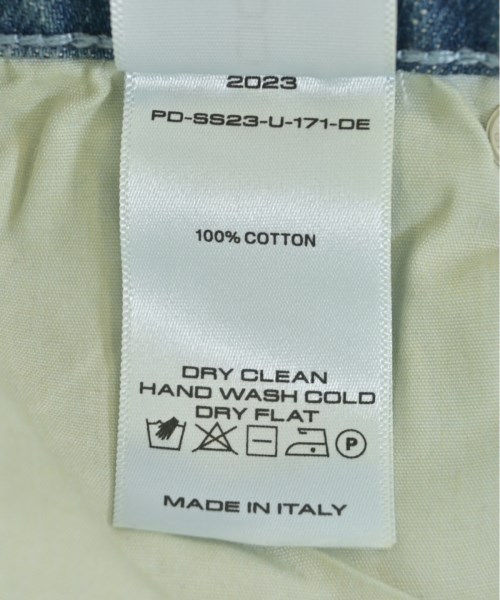 2023
PD-SS23-U-171-DE
100% COTTON
DRY CLEAN
HAND WASH COLD
DRY FLAT
P
MADE IN ITALY